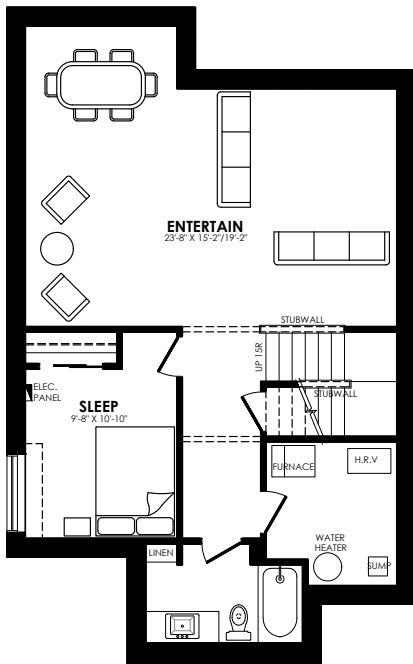 ENTERTAIN
23'-8" X 15'-2"/19'-2"
STUBWALL
UP 15R
STUBWALL
ELEC.
PANEL
SLEEP
9'-8" X 10'-10"
FURNACE
H.R.V
WATER
HEATER
SUMP
LINEN